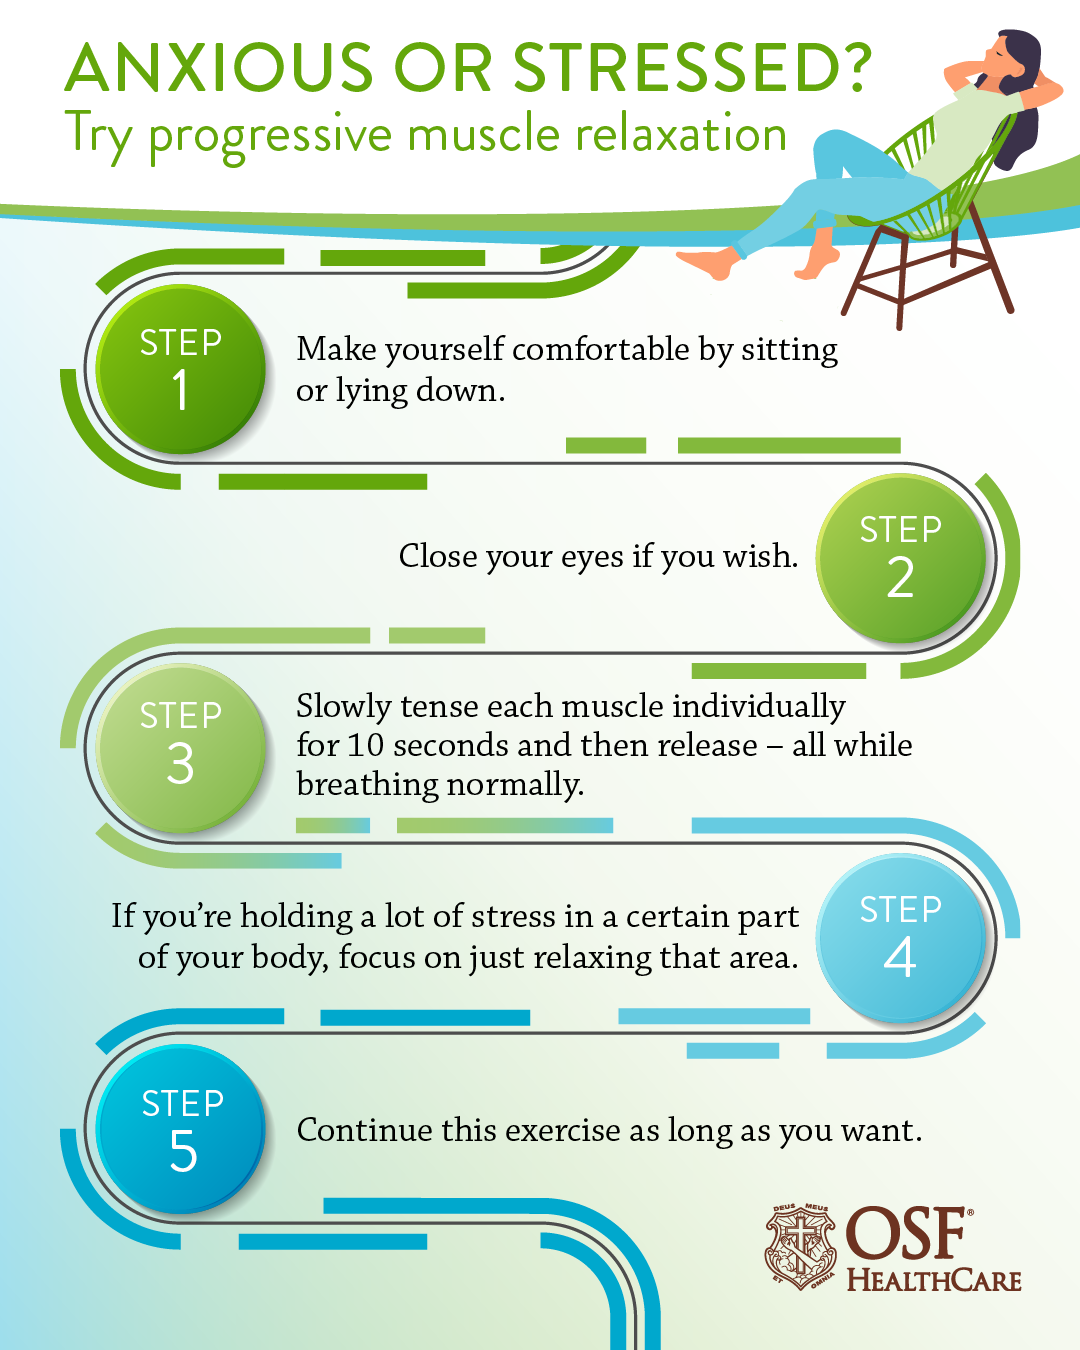 ANXIOUS OR STRESSED?
Try progressive muscle relaxation
STEP
1
Make yourself comfortable by sitting
or lying down.
Close your eyes if you wish.
STEP
2
STEP
3
Slowly tense each muscle individually
for 10 seconds and then release – all while
breathing normally.
If you’re holding a lot of stress in a certain part
of your body, focus on just relaxing that area.
STEP
4
STEP
5
Continue this exercise as long as you want.
DEUS MEUS
ET OMNIA
OSF®
HEALTHCARE